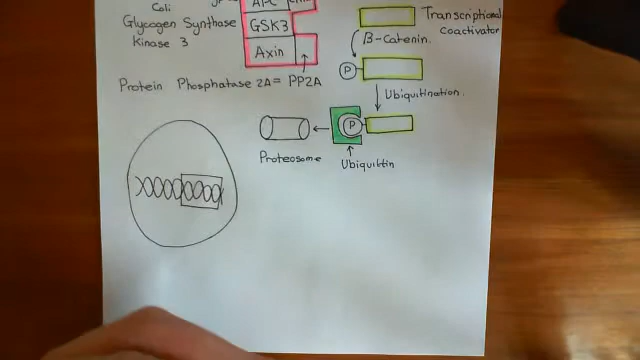 Coli
APC
Glycogen Synthase
Kinase 3
GSK3
Axin
Protein Phosphatase 2A = PP2A
Transcriptional
coactivator
β-catenin.
P
Ubiquitination.
P
Proteosome
Ubiquitin